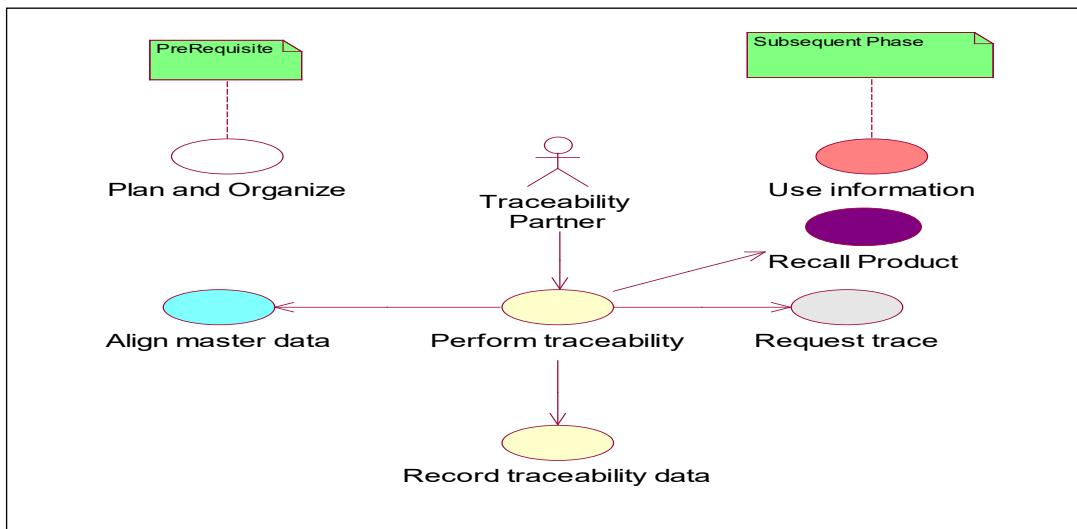 PreRequisite
Subsequent Phase
Plan and Organize
Traceability
Partner
Use information
Recall Product
Align master data
Perform traceability
Request trace
Record traceability data